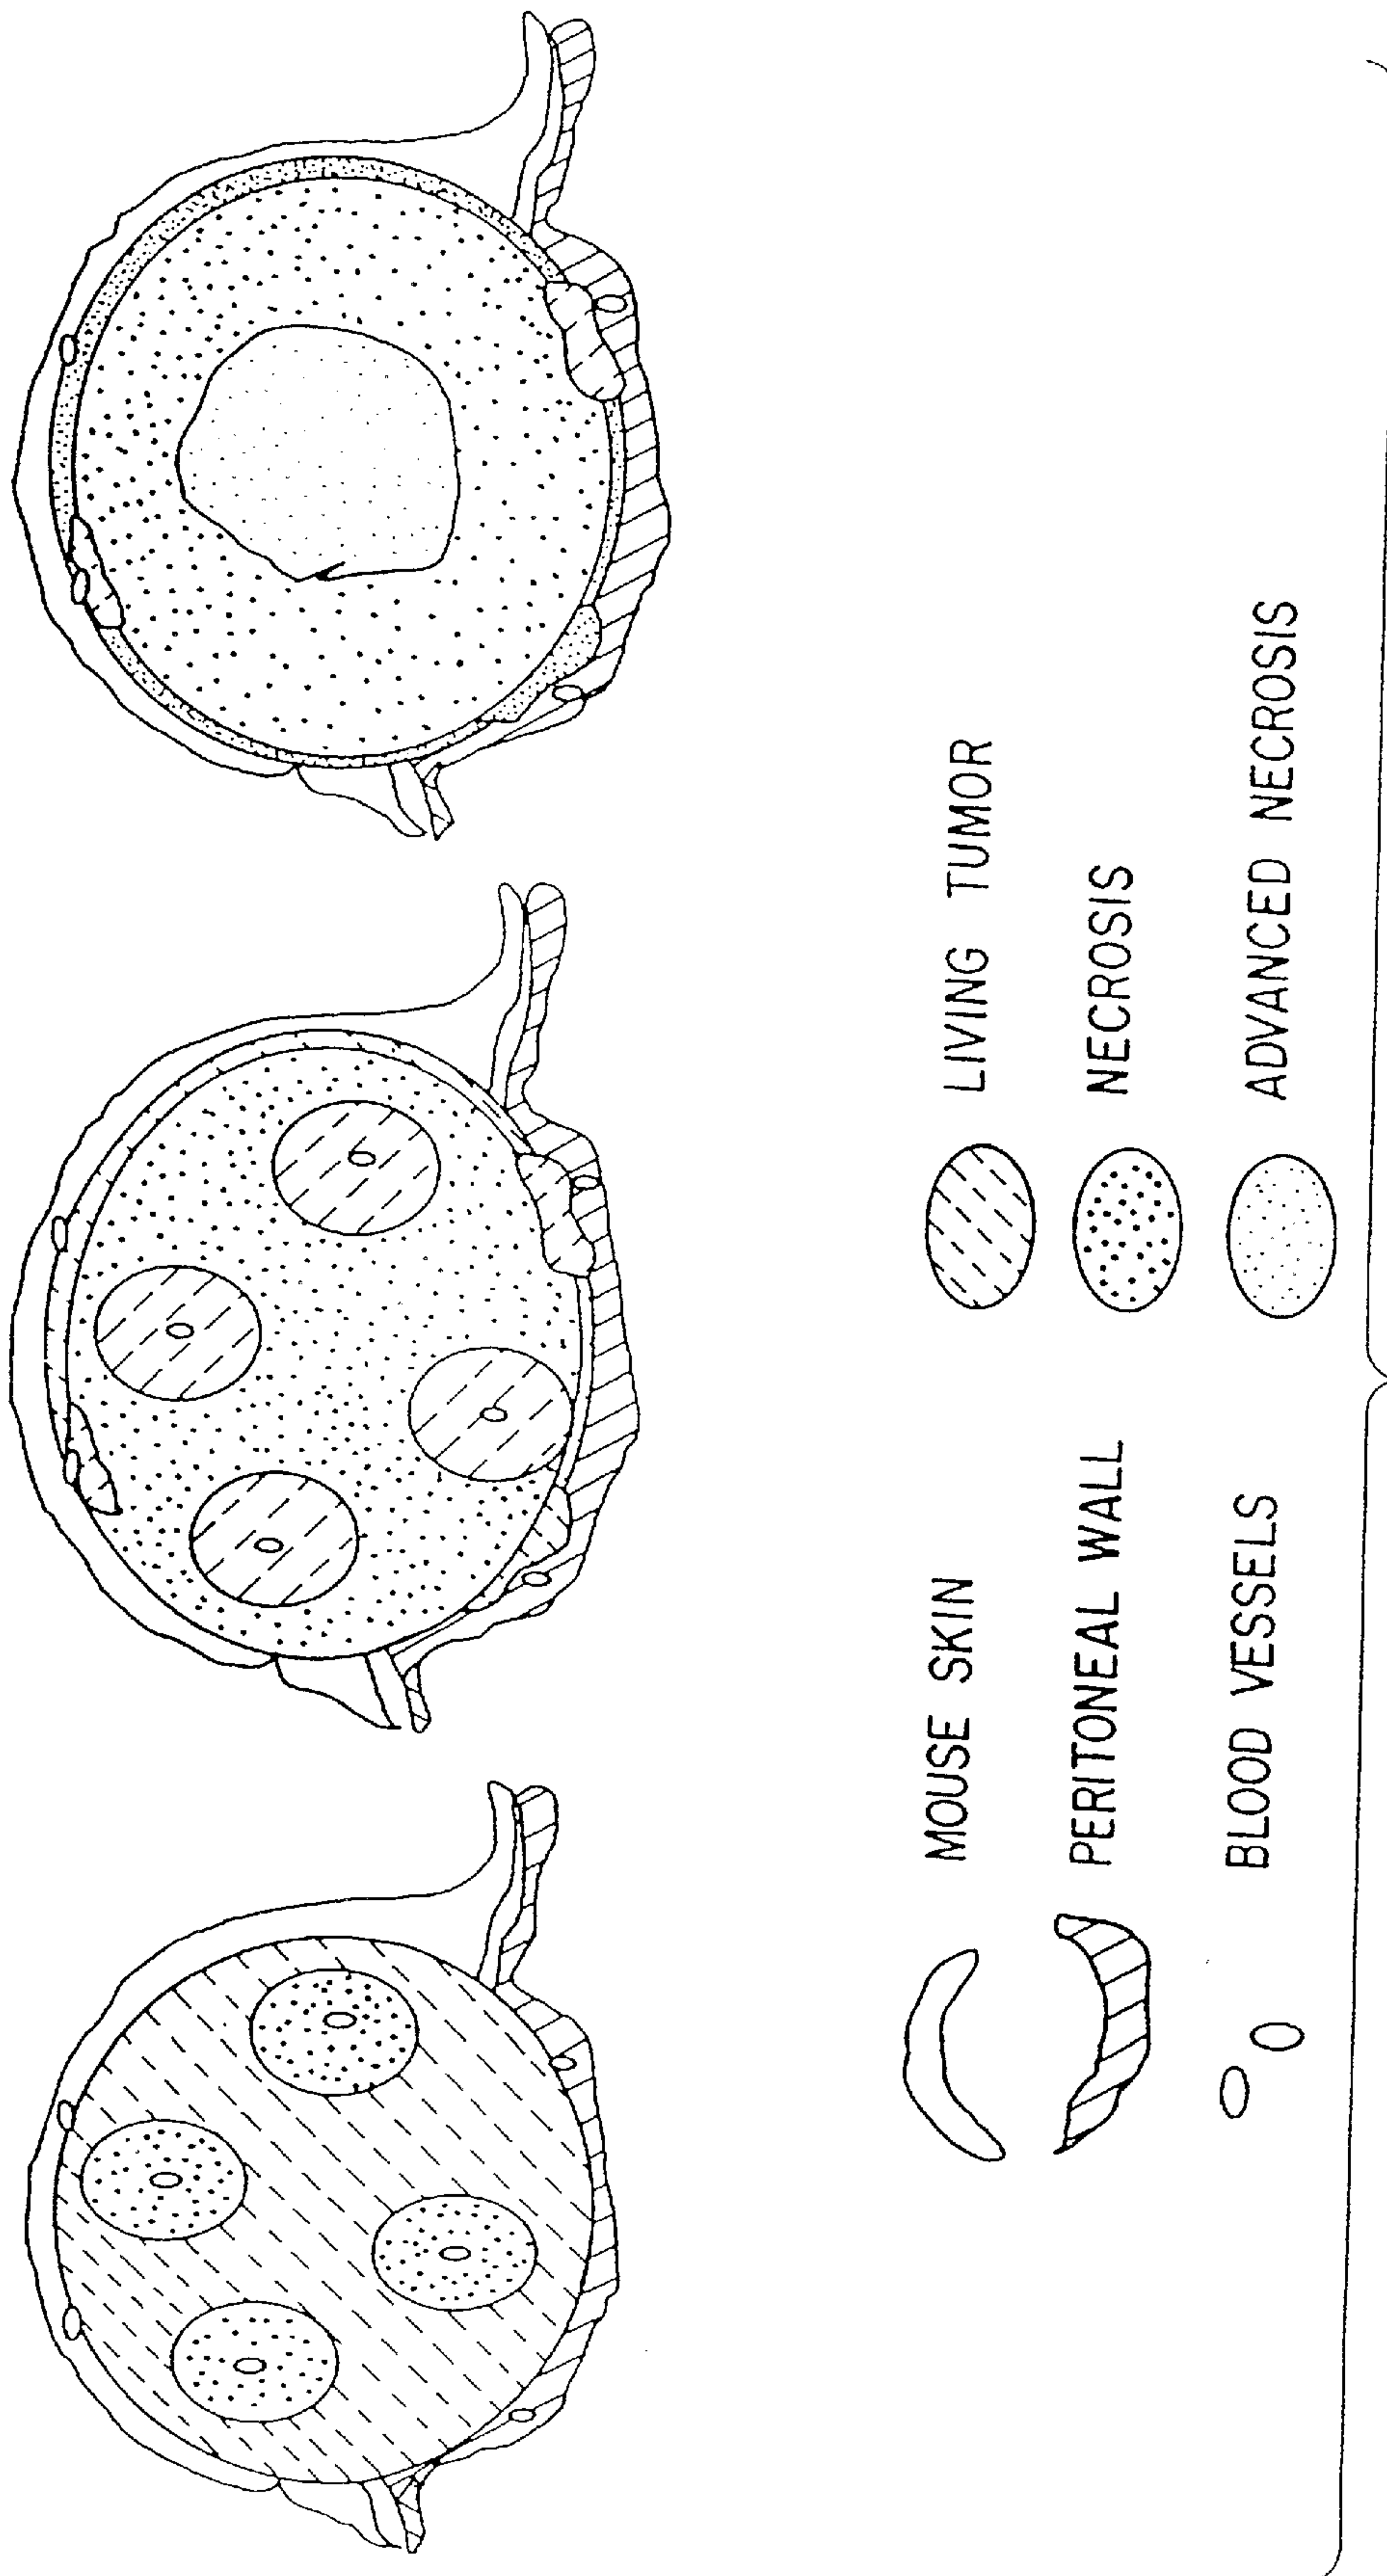 MOUSE SKIN
PERITONEAL WALL
BLOOD VESSELS
LIVING TUMOR
NECROSIS
ADVANCED NECROSIS